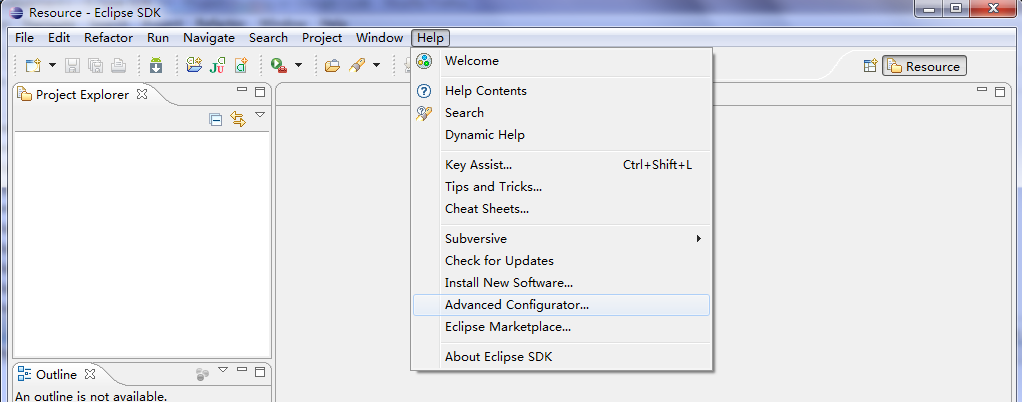 Resource - Eclipse SDK
File Edit Refactor Run Navigate Search Project Window Help
Resource
Project Explorer
Welcome
Help Contents
Search
Dynamic Help
Key Assist... Ctrl+Shift+L
Tips and Tricks...
Cheat Sheets...
Subversive
Check for Updates
Install New Software...
Advanced Configurator...
Eclipse Marketplace...
About Eclipse SDK
Outline
An outline is not available.